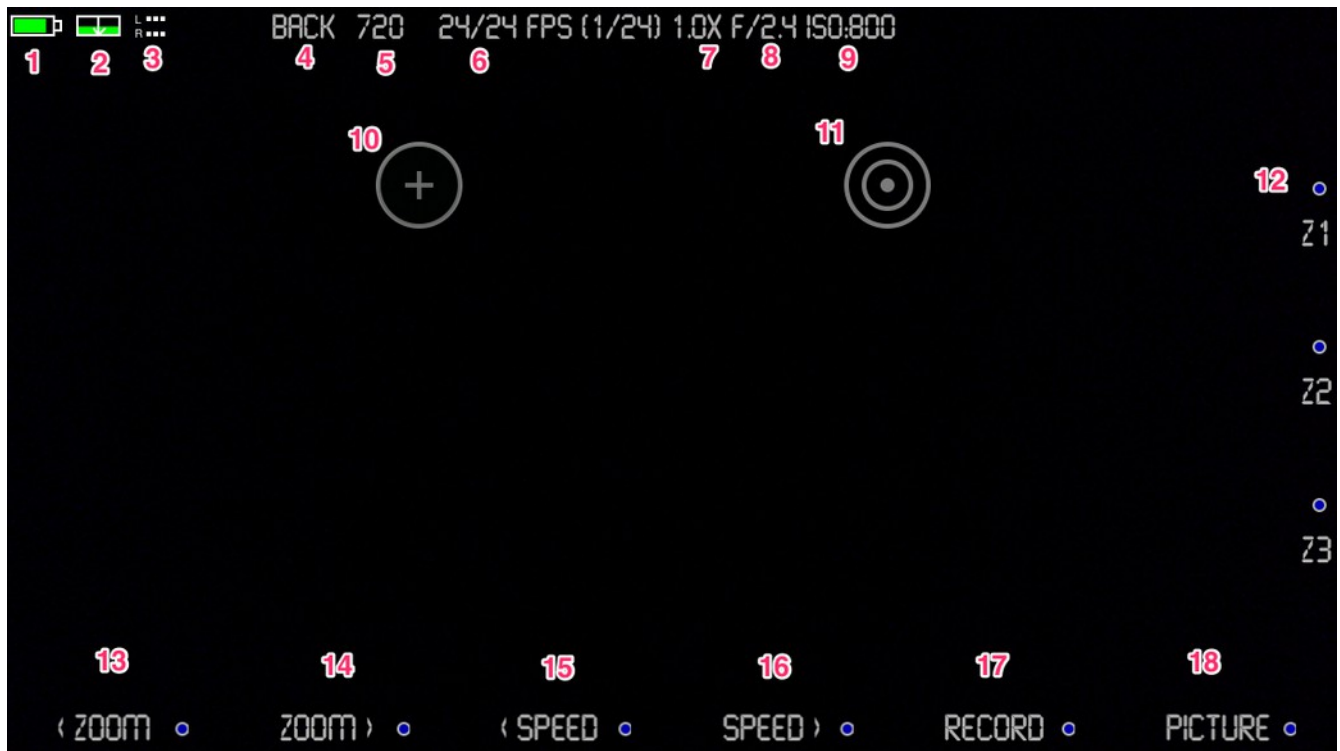 L
R
BACK 720 24/24 FPS (1/24) 1.0X F/2.4 ISO:800
1 2 3 4 5 6 7 8 9
10 11
12
Z1
Z2
Z3
13 14 15 16 17 18
‹ ZOOM ZOOM › ‹ SPEED SPEED › RECORD PICTURE